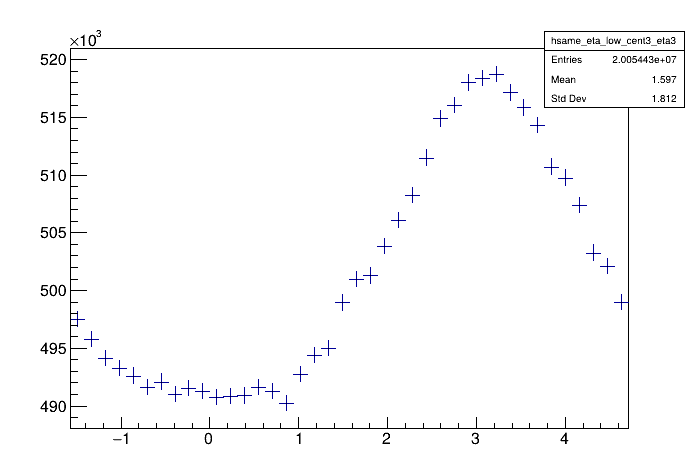 ×10³
hsame_eta_low_cent3_eta3
Entries 2.005443e+07
Mean 1.597
Std Dev 1.812
520
515
510
505
500
495
490
−1 0 1 2 3 4